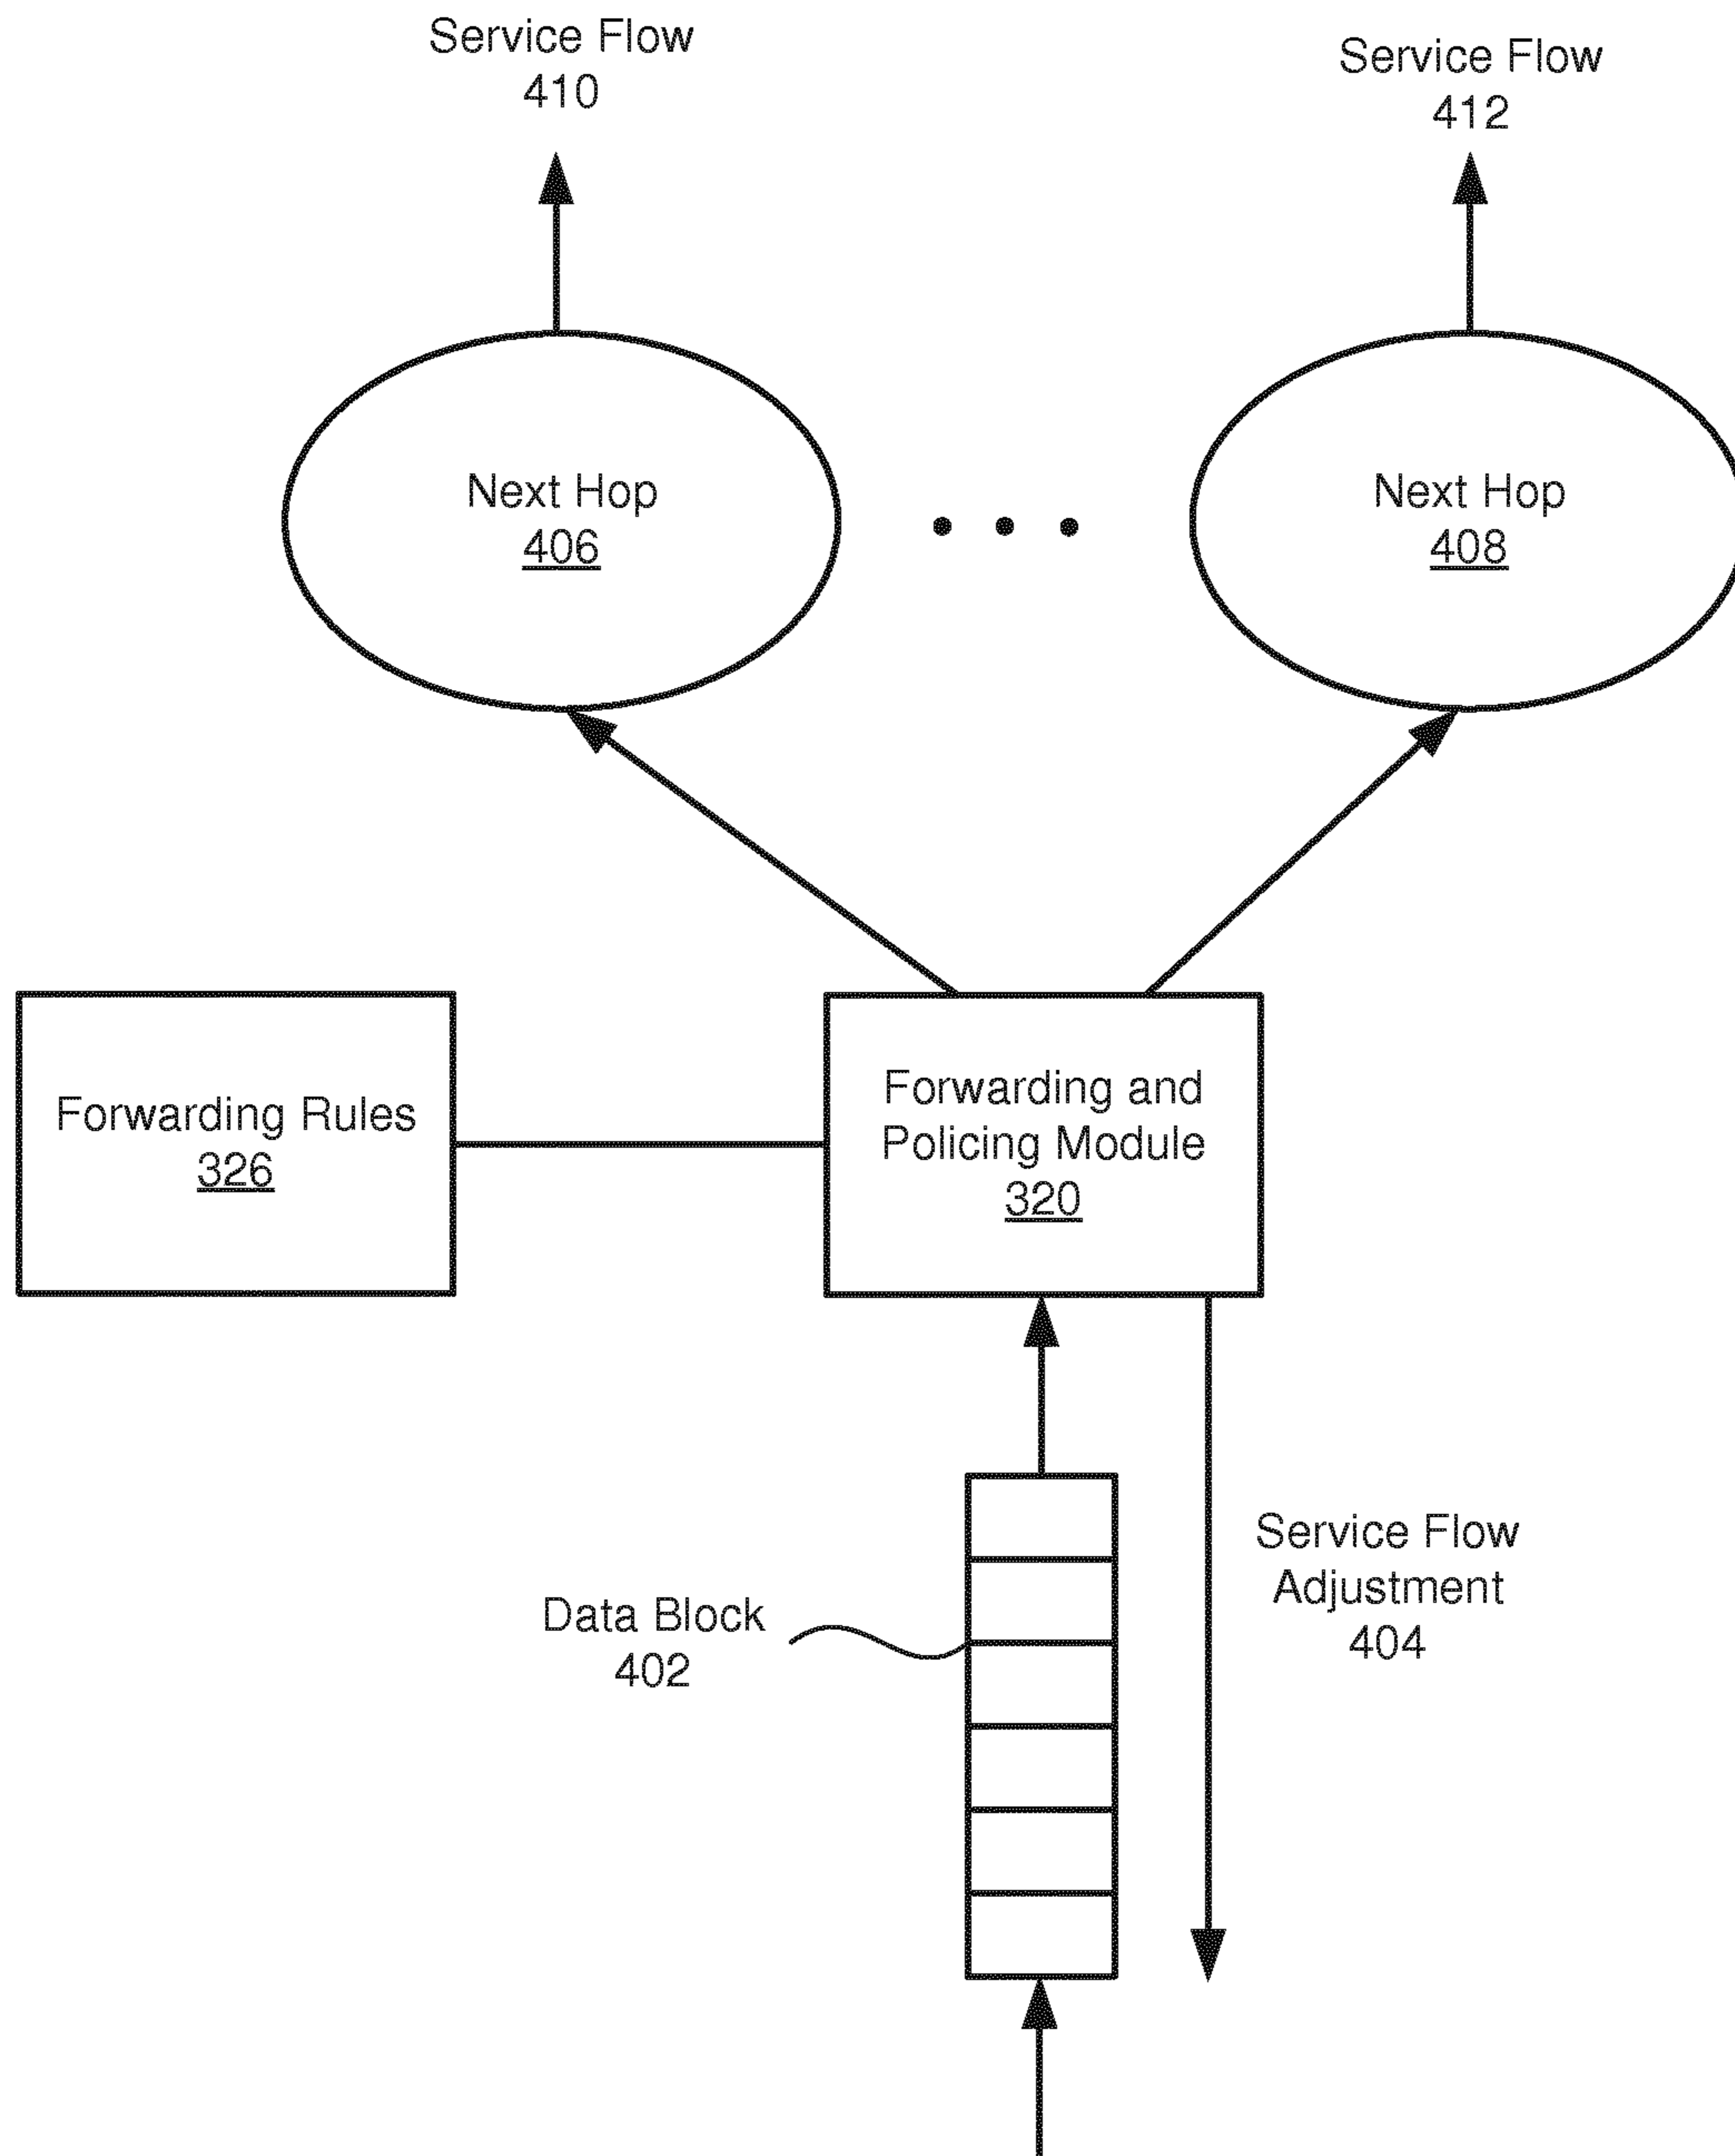 Service Flow
410
Service Flow
412
Next Hop
406
Next Hop
408
Forwarding Rules
326
Forwarding and
Policing Module
320
Data Block
402
Service Flow
Adjustment
404